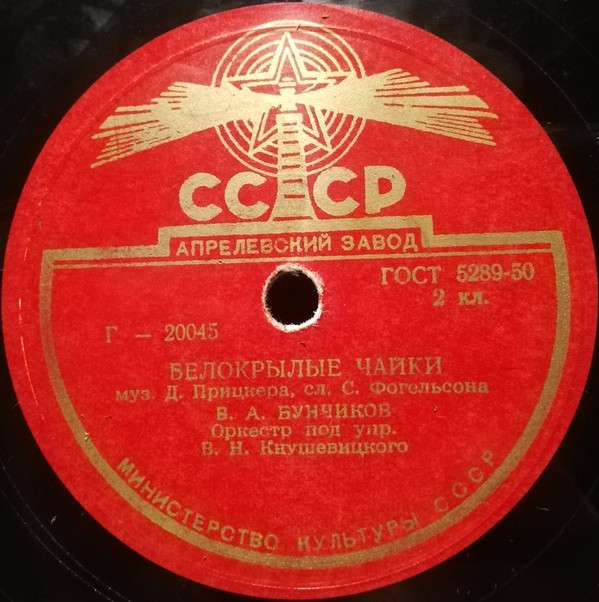 СССР
АПРЕЛЕВСКИЙ ЗАВОД
ГОСТ 5289-50
2 кл.
Г — 20045
БЕЛОКРЫЛЫЕ ЧАЙКИ
муз. Д. Прицкера, сл. С. Фогельсона
В. А. БУНЧИКОВ
Оркестр под упр.
В. Н. Кнушевицкого
МИНИСТЕРСТВО КУЛЬТУРЫ СССР